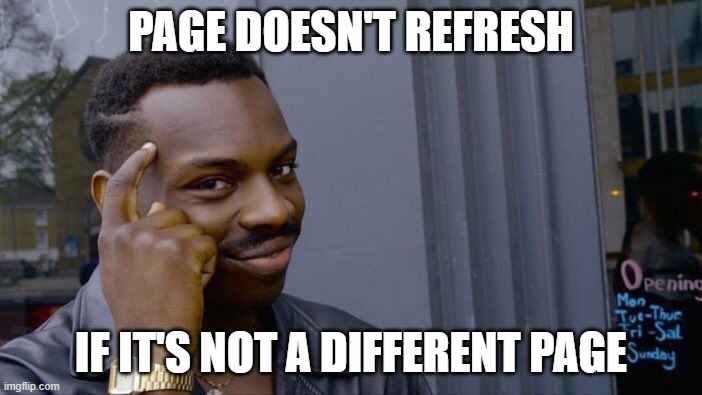 PAGE DOESN'T REFRESH
Opening
Mon
Tue-Thur
Fri-Sat
Sunday
IF IT'S NOT A DIFFERENT PAGE
imgflip.com